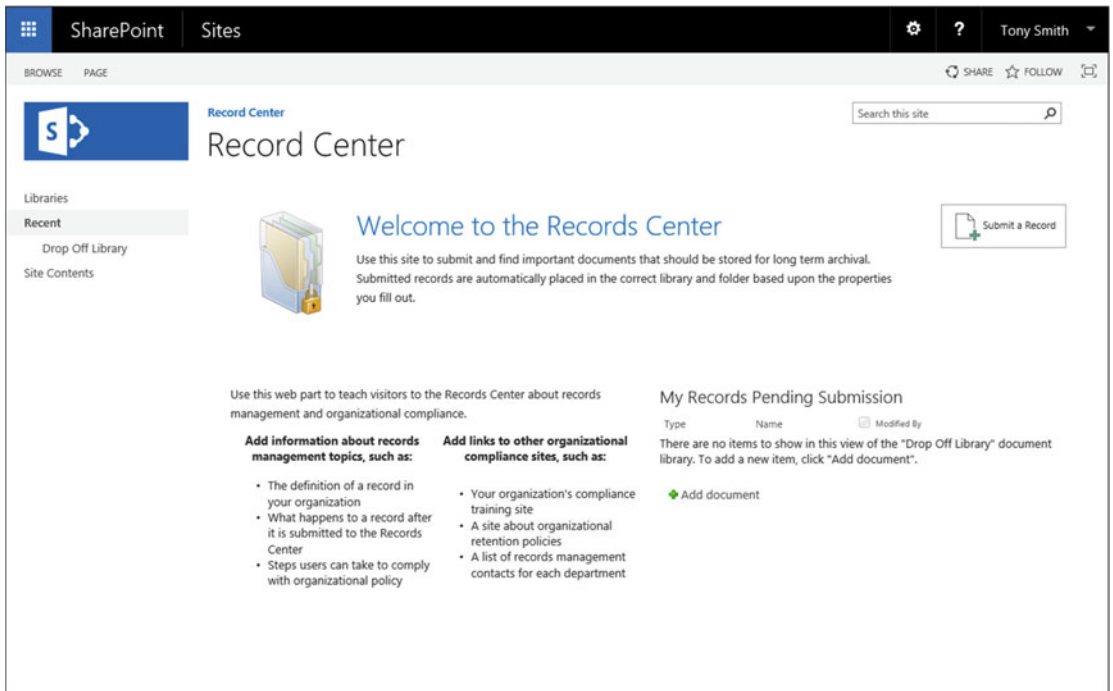 SharePoint Sites ? Tony Smith
BROWSE PAGE SHARE FOLLOW
S
Record Center
Search this site
Record Center
Libraries
Recent
Drop Off Library
Site Contents
Welcome to the Records Center
Use this site to submit and find important documents that should be stored for long term archival.
Submitted records are automatically placed in the correct library and folder based upon the properties
you fill out.
Submit a Record
Use this web part to teach visitors to the Records Center about records
management and organizational compliance.
Add information about records
management topics, such as:
• The definition of a record in
your organization
• What happens to a record after
it is submitted to the Records
Center
• Steps users can take to comply
with organizational policy
Add links to other organizational
compliance sites, such as:
• Your organization's compliance
training site
• A site about organizational
retention policies
• A list of records management
contacts for each department
My Records Pending Submission
Type Name Modified By
There are no items to show in this view of the "Drop Off Library" document
library. To add a new item, click "Add document".
Add document